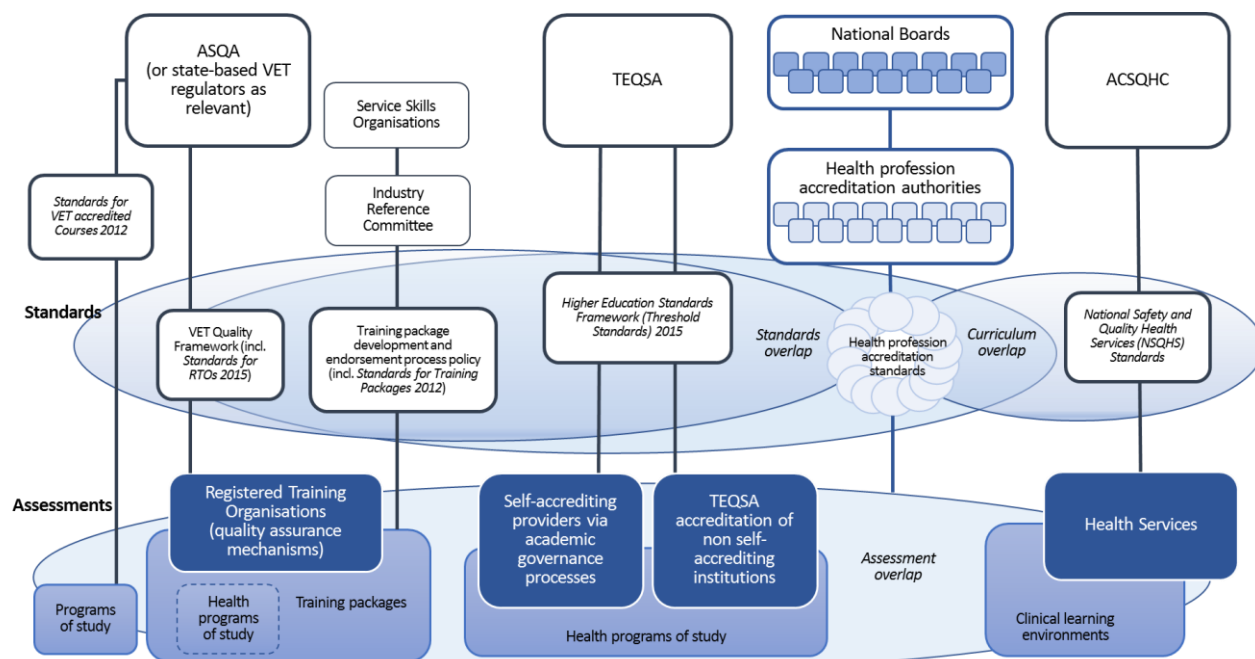 ASQA
(or state-based VET
regulators as
relevant)
Service Skills
Organisations
TEQSA
National Boards
ACSQHC
Standards for
VET accredited
Courses 2012
Industry
Reference
Committee
Health profession
accreditation authorities
Standards
VET Quality
Framework (incl.
Standards for
RTOs 2015)
Training package
development and
endorsement process policy
(incl. Standards for Training
Packages 2012)
Higher Education Standards
Framework (Threshold
Standards) 2015
Standards
overlap
Health profession
accreditation
standards
Curriculum
overlap
National Safety and
Quality Health
Services (NSQHS)
Standards
Assessments
Registered Training
Organisations
(quality assurance
mechanisms)
Self-accrediting
providers via
academic
governance
processes
TEQSA
accreditation of
non self-
accrediting
institutions
Assessment
overlap
Health Services
Programs
of study
Health
programs
of study
Training packages
Health programs of study
Clinical learning
environments